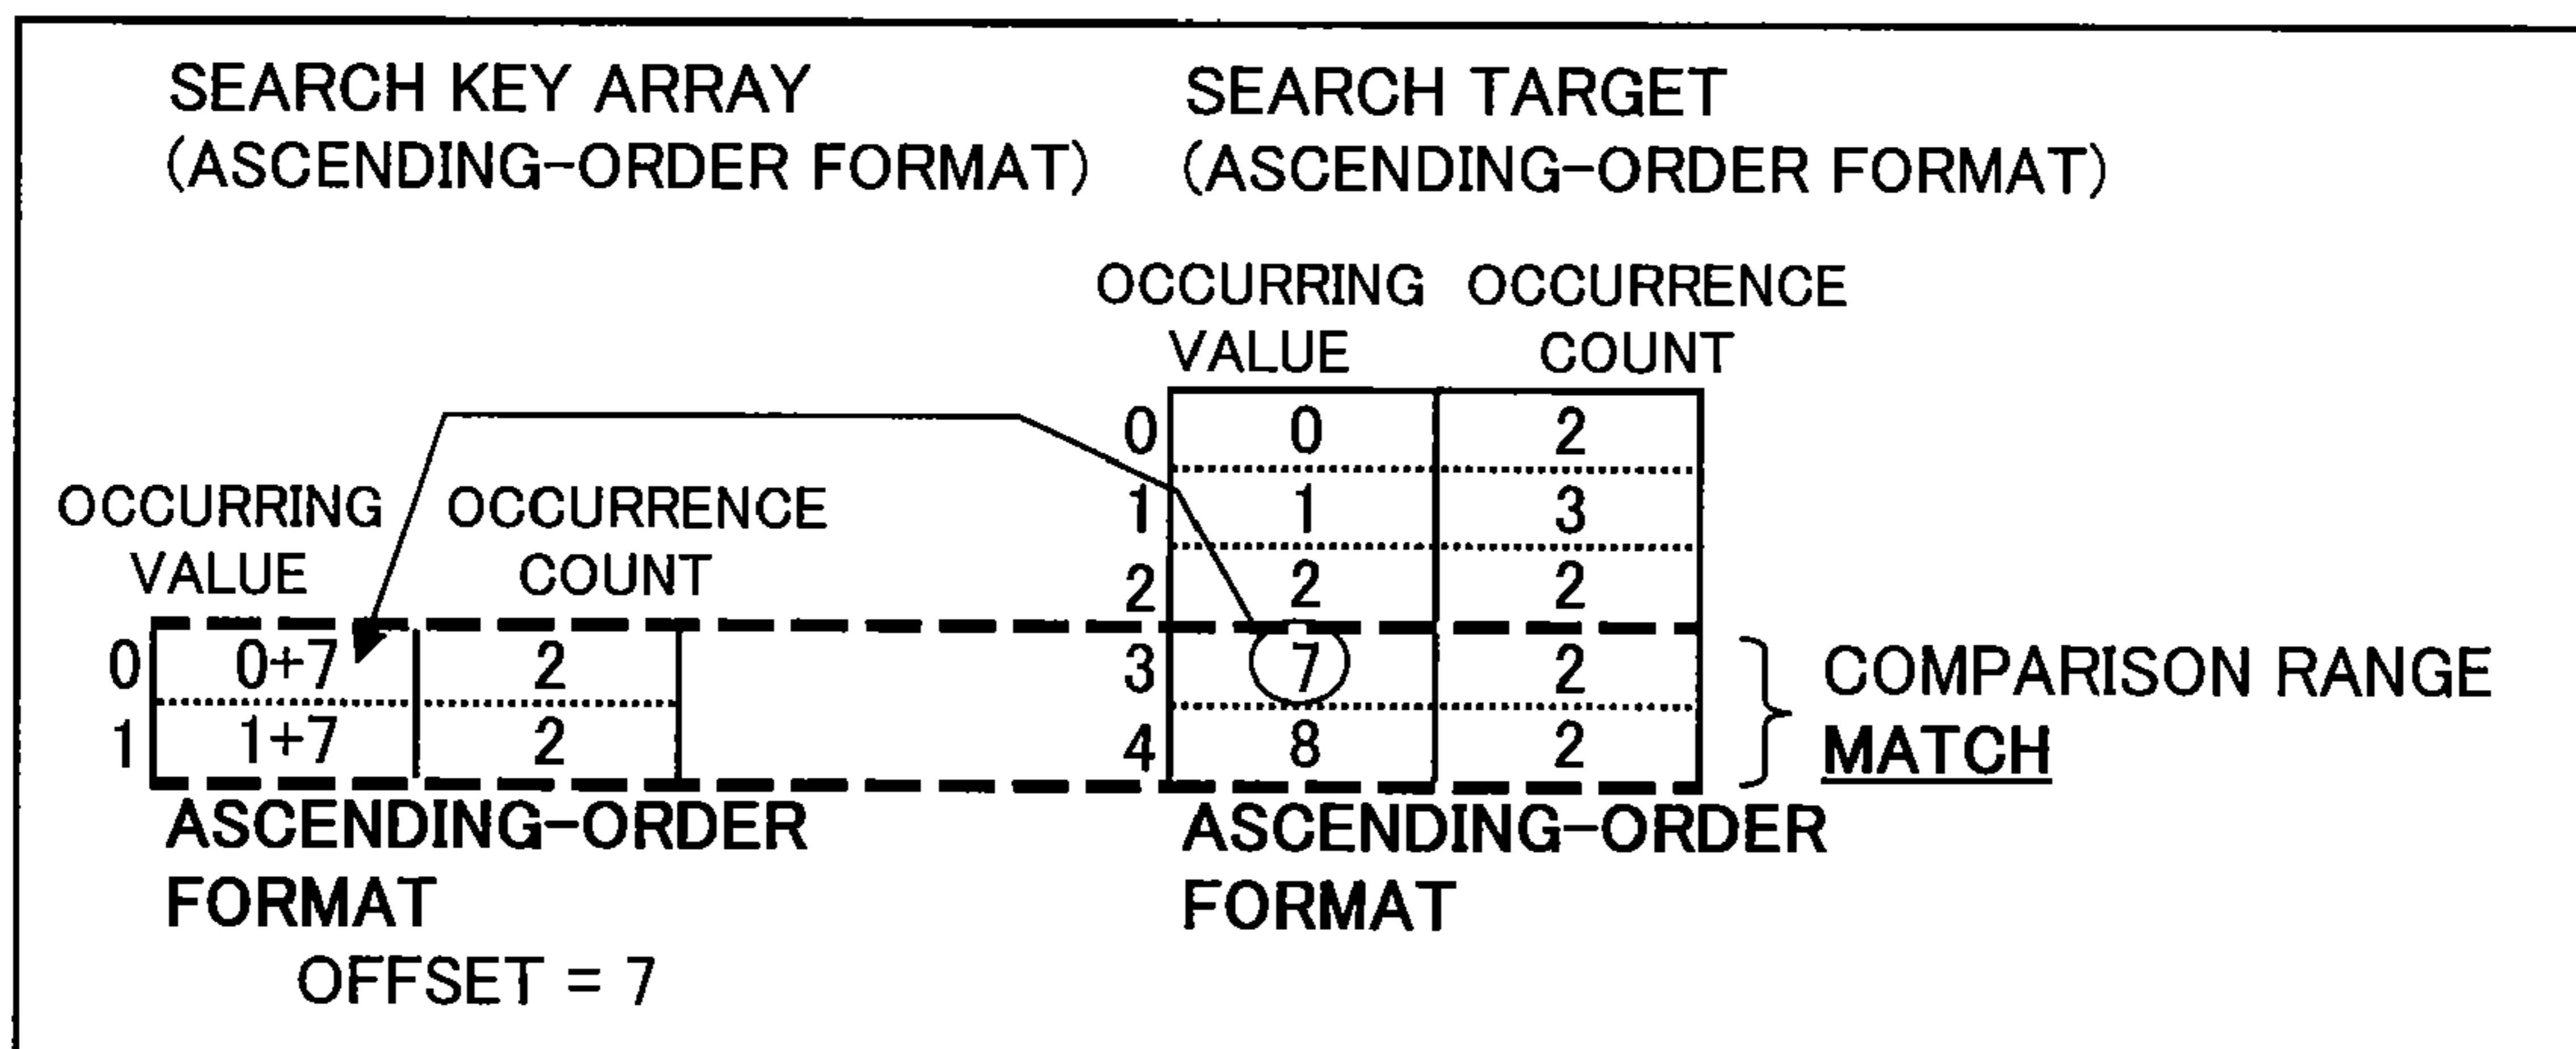 SEARCH KEY ARRAY
(ASCENDING-ORDER FORMAT)
SEARCH TARGET
(ASCENDING-ORDER FORMAT)
OCCURRING OCCURRENCE
VALUE COUNT
0 0 2
1 1 3
2 2 2
3 7 2
4 8 2
OCCURRING OCCURRENCE
VALUE COUNT
0 0+7 2
1 1+7 2
COMPARISON RANGE
MATCH
ASCENDING-ORDER
FORMAT
OFFSET = 7
ASCENDING-ORDER
FORMAT